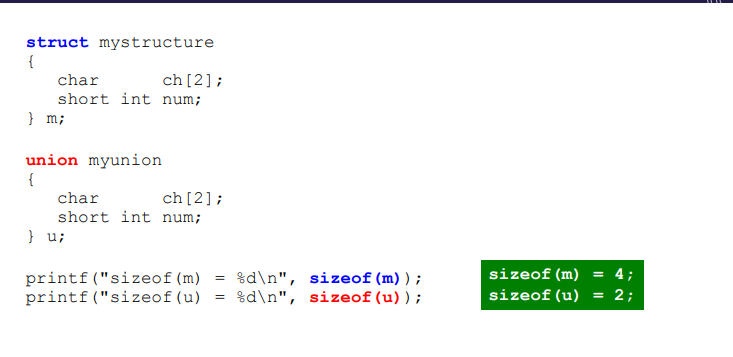 struct mystructure
{
char ch[2];
short int num;
} m;
union myunion
{
char ch[2];
short int num;
} u;
printf("sizeof(m) = %d\n", sizeof(m));
printf("sizeof(u) = %d\n", sizeof(u));
sizeof(m) = 4;
sizeof(u) = 2;